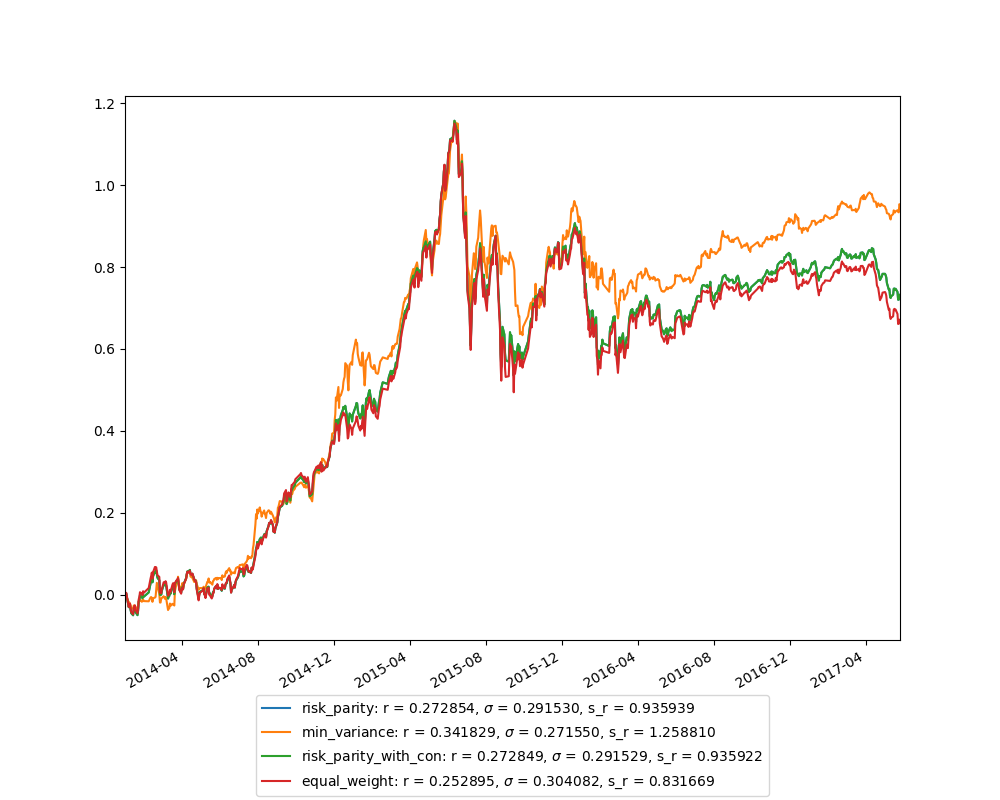 1.2
1.0
0.8
0.6
0.4
0.2
0.0
2014-04 2014-08 2014-12 2015-04 2015-08 2015-12 2016-04 2016-08 2016-12 2017-04
risk_parity: r = 0.272854, σ = 0.291530, s_r = 0.935939
min_variance: r = 0.341829, σ = 0.271550, s_r = 1.258810
risk_parity_with_con: r = 0.272849, σ = 0.291529, s_r = 0.935922
equal_weight: r = 0.252895, σ = 0.304082, s_r = 0.831669